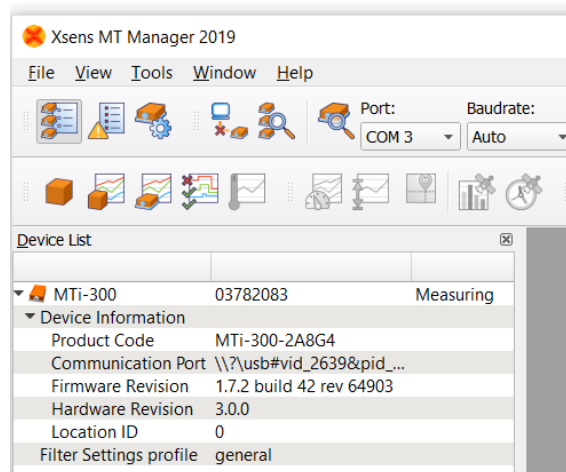 Xsens MT Manager 2019
File View Tools Window Help
Port: Baudrate:
COM 3 Auto
Device List
MTi-300 03782083 Measuring
Device Information
Product Code MTi-300-2A8G4
Communication Port \\?\usb#vid_2639&pid_...
Firmware Revision 1.7.2 build 42 rev 64903
Hardware Revision 3.0.0
Location ID 0
Filter Settings profile general